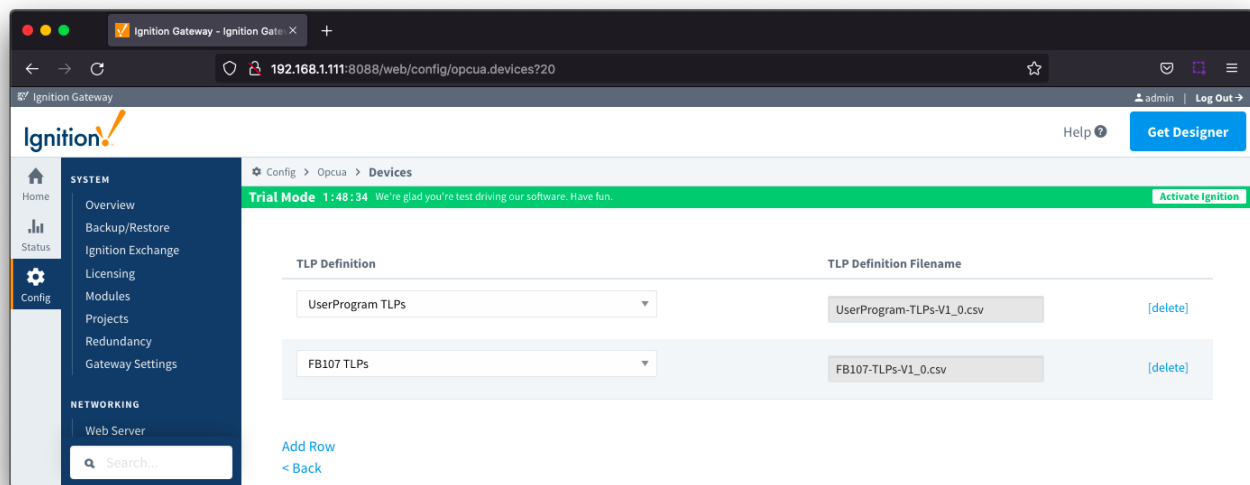 Ignition Gateway - Ignition Gate
192.168.1.111:8088/web/config/opcua.devices?20
Ignition Gateway
admin | Log Out
Ignition!
Help
Get Designer
Home
Status
Config
SYSTEM
Overview
Backup/Restore
Ignition Exchange
Licensing
Modules
Projects
Redundancy
Gateway Settings
NETWORKING
Web Server
Search...
Config > Opcua > Devices
Trial Mode 1:48:34 We're glad you're test driving our software. Have fun.
Activate Ignition
TLP Definition TLP Definition Filename
UserProgram TLPs UserProgram-TLPs-V1_0.csv [delete]
FB107 TLPs FB107-TLPs-V1_0.csv [delete]
Add Row
< Back